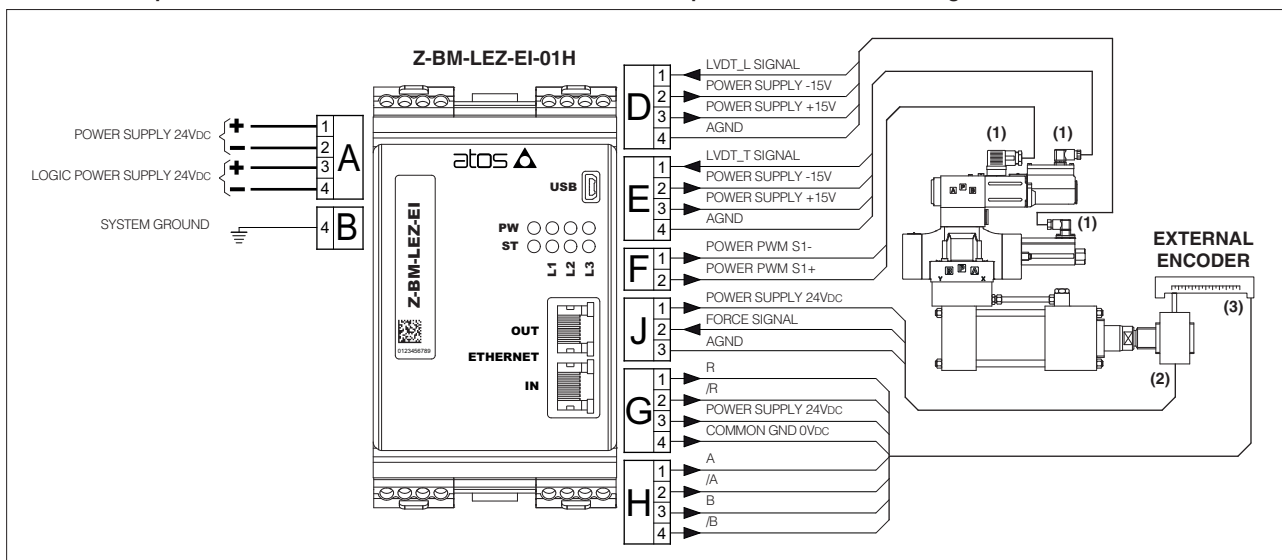 Z-BM-LEZ-EI-01H
POWER SUPPLY 24VDC
+
-
LOGIC POWER SUPPLY 24VDC
+
-
SYSTEM GROUND
1
2
3
4
A
4
B
atos
USB
PW
ST
L1
L2
L3
Z-BM-LEZ-EI
0123456789
OUT
ETHERNET
IN
D
1
LVDT_L SIGNAL
2
POWER SUPPLY -15V
3
POWER SUPPLY +15V
4
AGND
E
1
LVDT_T SIGNAL
2
POWER SUPPLY -15V
3
POWER SUPPLY +15V
4
AGND
F
1
POWER PWM S1-
2
POWER PWM S1+
J
1
POWER SUPPLY 24VDC
2
FORCE SIGNAL
3
AGND
G
1
R
2
/R
3
POWER SUPPLY 24VDC
4
COMMON GND 0VDC
H
1
A
2
/A
3
B
4
/B
(1)
(1)
A P B
(1)
Y B P A X
EXTERNAL
ENCODER
(3)
(2)